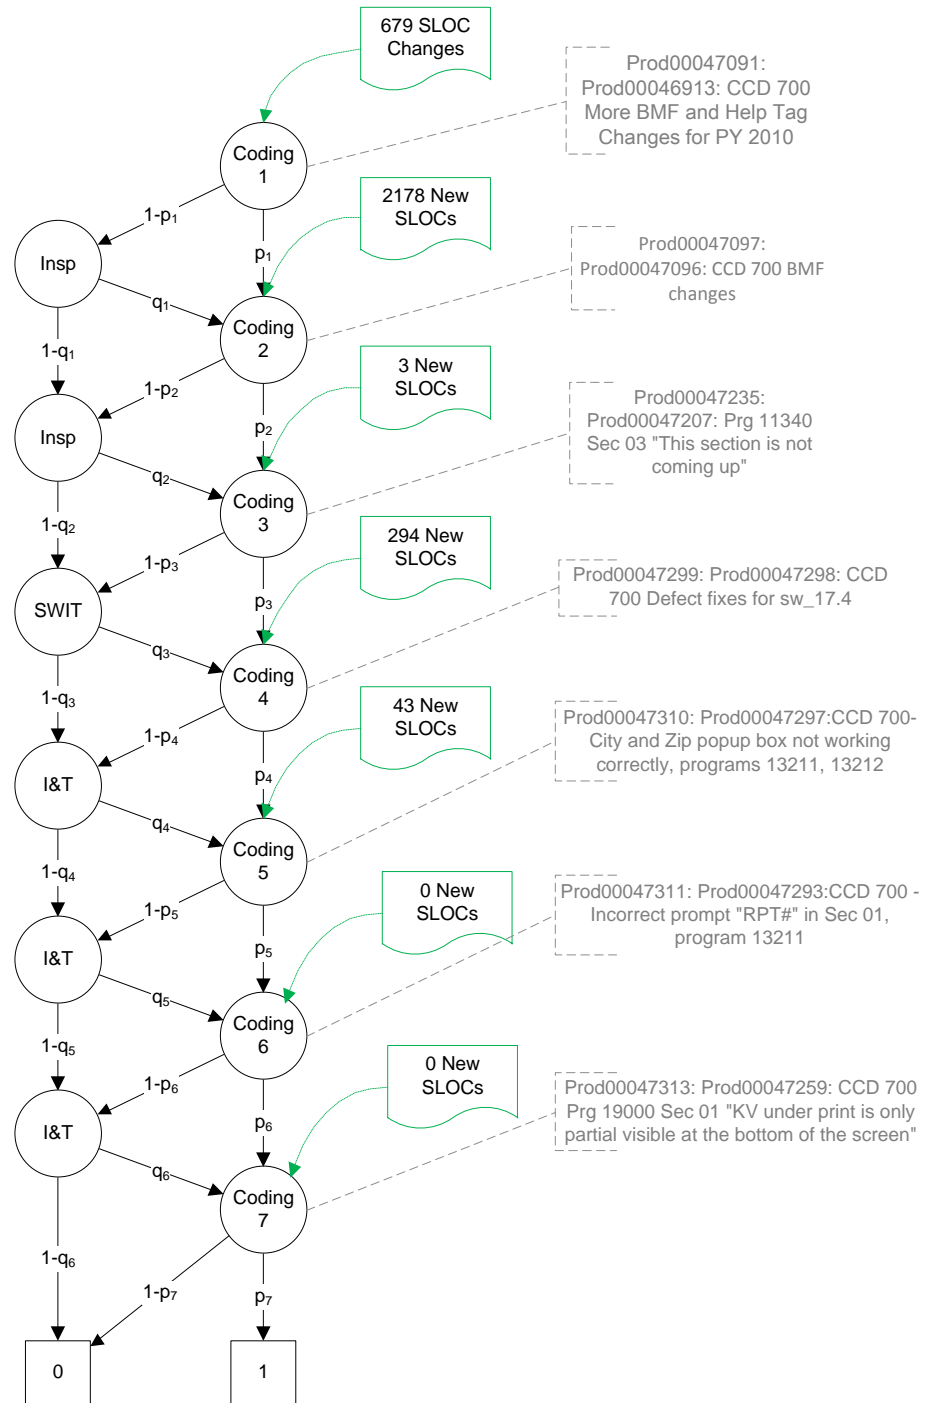 679 SLOC
Changes
Prod00047091:
Prod00046913: CCD 700
More BMF and Help Tag
Changes for PY 2010
Coding
1
1-p1
p1
2178 New
SLOCs
Prod00047097:
Prod00047096: CCD 700 BMF
changes
Insp
q1
Coding
2
1-q1
1-p2
p2
3 New
SLOCs
Prod00047235:
Prod00047207: Prg 11340
Sec 03 "This section is not
coming up"
Insp
q2
Coding
3
1-q2
1-p3
p3
294 New
SLOCs
Prod00047299: Prod00047298: CCD
700 Defect fixes for sw_17.4
SWIT
q3
Coding
4
1-q3
1-p4
p4
43 New
SLOCs
Prod00047310: Prod00047297:CCD 700-
City and Zip popup box not working
correctly, programs 13211, 13212
I&T
q4
Coding
5
1-q4
1-p5
p5
0 New
SLOCs
Prod00047311: Prod00047293:CCD 700 -
Incorrect prompt "RPT#" in Sec 01,
program 13211
I&T
q5
Coding
6
1-q5
1-p6
p6
0 New
SLOCs
Prod00047313: Prod00047259: CCD 700
Prg 19000 Sec 01 "KV under print is only
partial visible at the bottom of the screen"
I&T
q6
Coding
7
1-q6
1-p7
p7
0
1